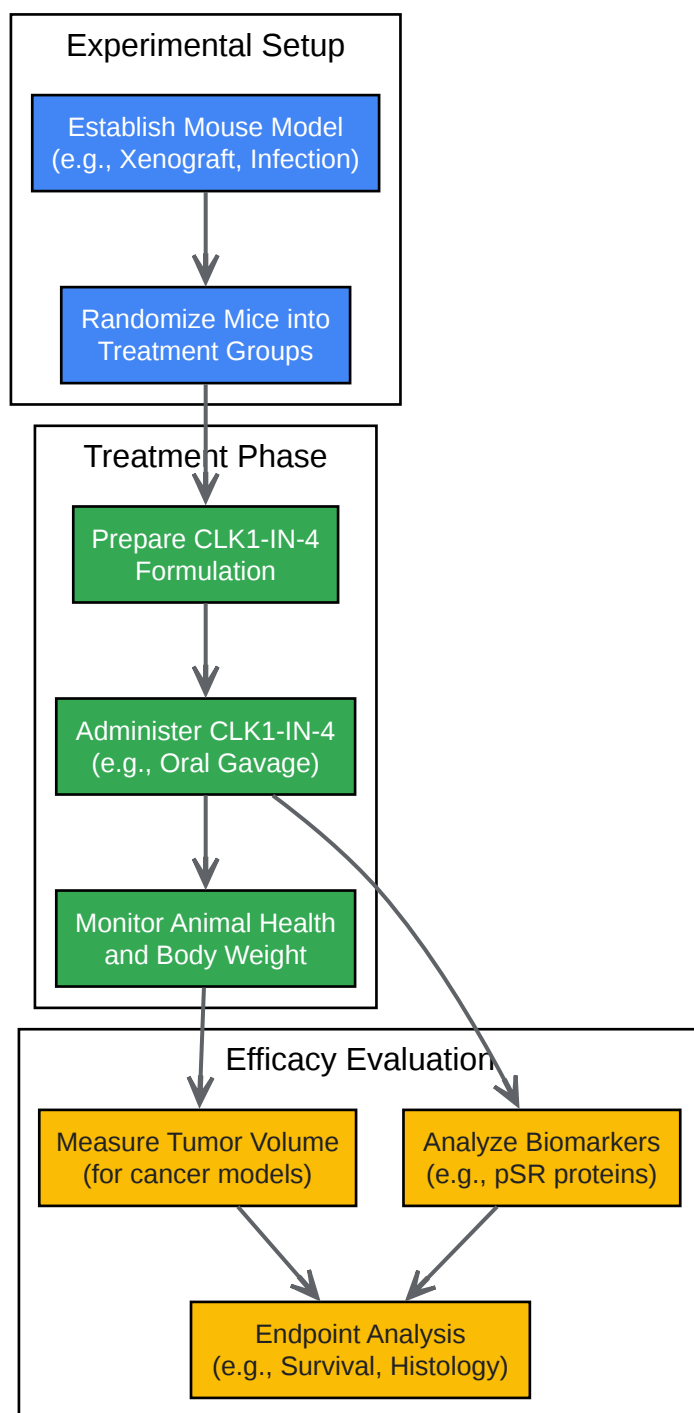 Experimental Setup
Establish Mouse Model
(e.g., Xenograft, Infection)
Randomize Mice into
Treatment Groups
Treatment Phase
Prepare CLK1-IN-4
Formulation
Administer CLK1-IN-4
(e.g., Oral Gavage)
Monitor Animal Health
and Body Weight
Efficacy Evaluation
Measure Tumor Volume
(for cancer models)
Analyze Biomarkers
(e.g., pSR proteins)
Endpoint Analysis
(e.g., Survival, Histology)